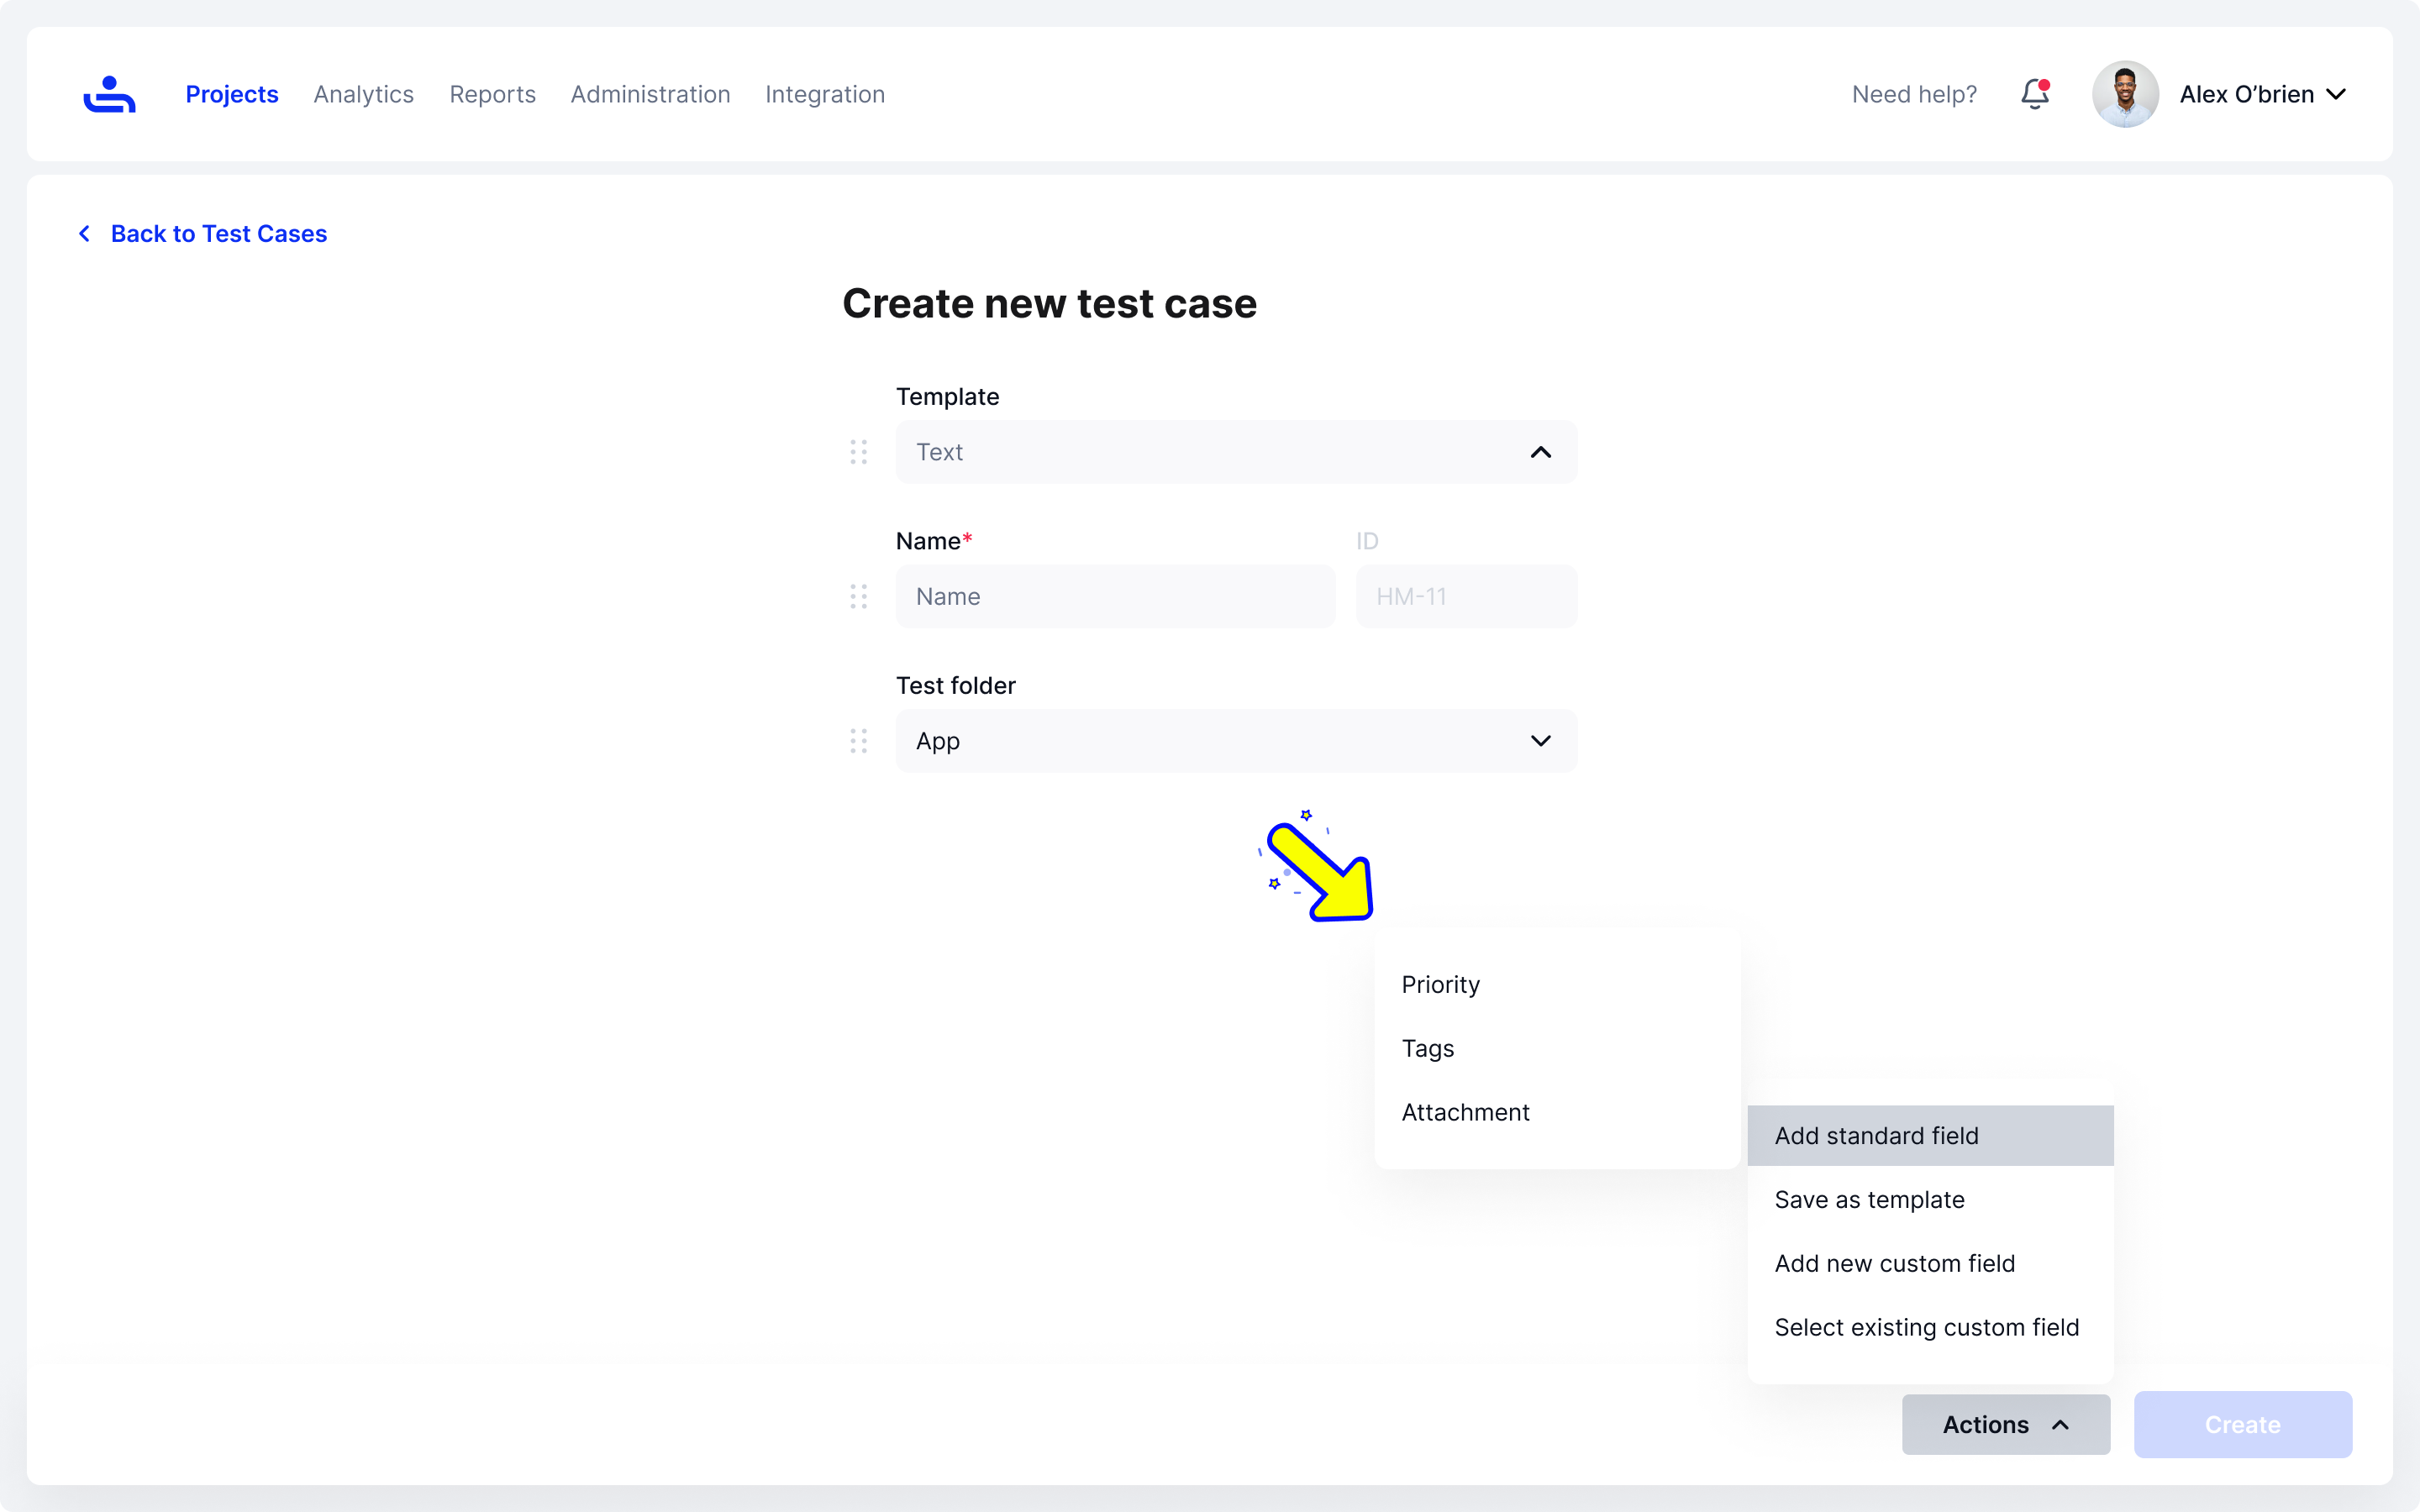 Projects Analytics Reports Administration Integration Need help? Alex O’brien
Back to Test Cases
Create new test case
Template
Text
Name* ID
Name HM-11
Test folder
App
Priority
Tags
Attachment
Add standard field
Save as template
Add new custom field
Select existing custom field
Actions Create